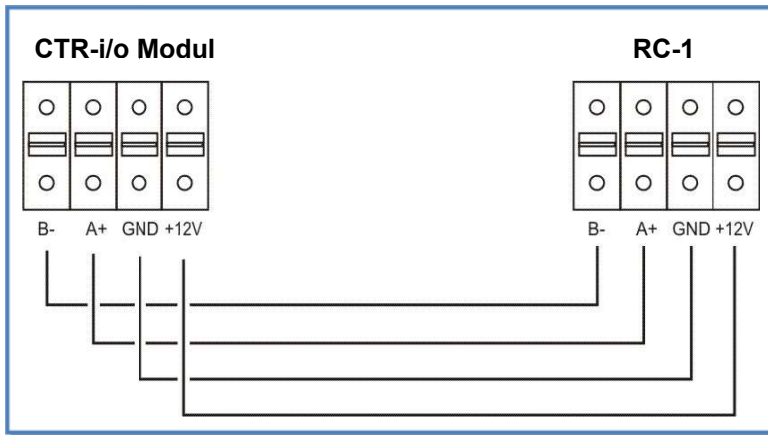 CTR-i/o Modul
RC-1
B- A+ GND +12V
B- A+ GND +12V